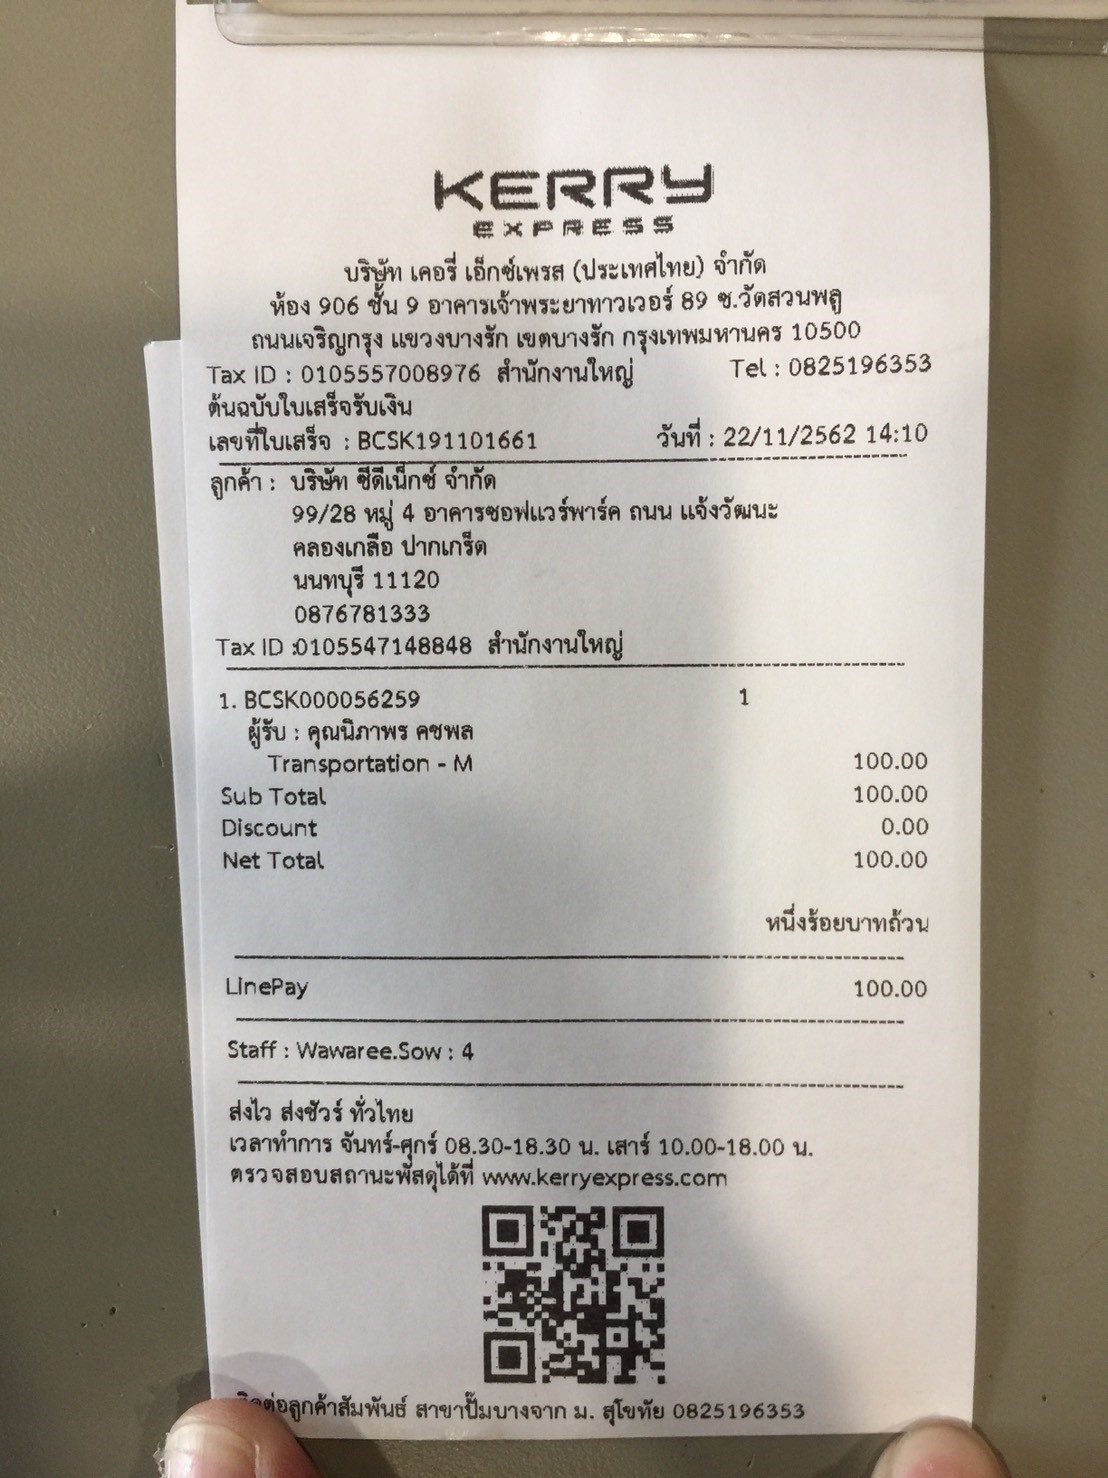 KERRY
EXPRESS
บริษัท เคอรี่ เอ็กซ์เพรส (ประเทศไทย) จำกัด
ห้อง 906 ชั้น 9 อาคารเจ้าพระยาทาวเวอร์ 89 ซ.วัดสวนพลู
ถนนเจริญกรุง แขวงบางรัก เขตบางรัก กรุงเทพมหานคร 10500
Tax ID : 0105557008976 สำนักงานใหญ่ Tel : 0825196353
ต้นฉบับใบเสร็จรับเงิน
เลขที่ใบเสร็จ : BCSK191101661 วันที่ : 22/11/2562 14:10
ลูกค้า : บริษัท ซีดีเน็กซ์ จำกัด
99/28 หมู่ 4 อาคารซอฟแวร์พาร์ค ถนน แจ้งวัฒนะ
คลองเกลือ ปากเกร็ด
นนทบุรี 11120
0876781333
Tax ID :0105547148848 สำนักงานใหญ่
1. BCSK000056259 1
ผู้รับ : คุณนิภาพร คชพล
Transportation - M 100.00
Sub Total 100.00
Discount 0.00
Net Total 100.00
หนึ่งร้อยบาทถ้วน
LinePay 100.00
Staff : Wawaree.Sow : 4
ส่งไว ส่งชัวร์ ทั่วไทย
เวลาทำการ จันทร์-ศุกร์ 08.30-18.30 น. เสาร์ 10.00-18.00 น.
ตรวจสอบสถานะพัสดุได้ที่ www.kerryexpress.com
ติดต่อลูกค้าสัมพันธ์ สาขาปั๊มบางจาก ม. สุโขทัย 0825196353